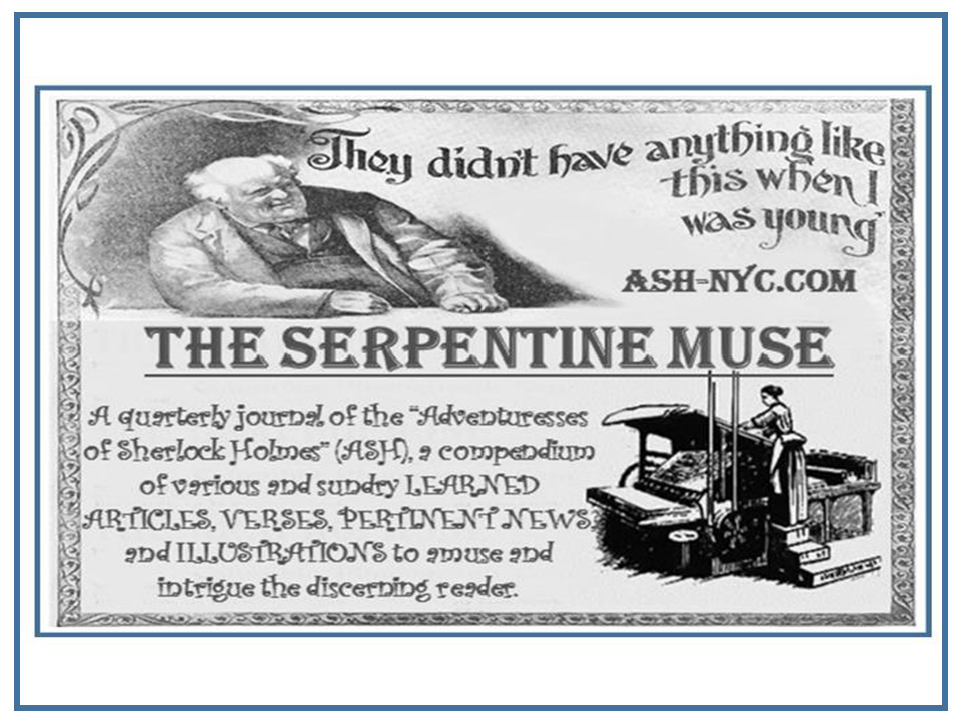 They didn't have anything like
this when I
was young
ASH-NYC.COM
THE SERPENTINE MUSE
A quarterly journal of the "Adventuresses
of Sherlock Holmes" (ASH), a compendium
of various and sundry LEARNED
ARTICLES, VERSES, PERTINENT NEWS,
and ILLUSTRATIONS to amuse and
intrigue the discerning reader.